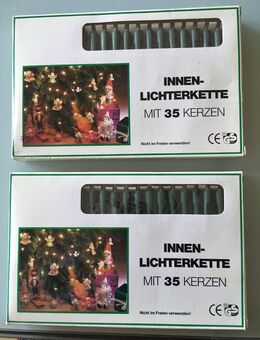 INNEN-
LICHTERKETTE
MIT 35 KERZEN
Nicht im Freien verwenden!
CE
INNEN-
LICHTERKETTE
MIT 35 KERZEN
Nicht im Freien verwenden!
CE